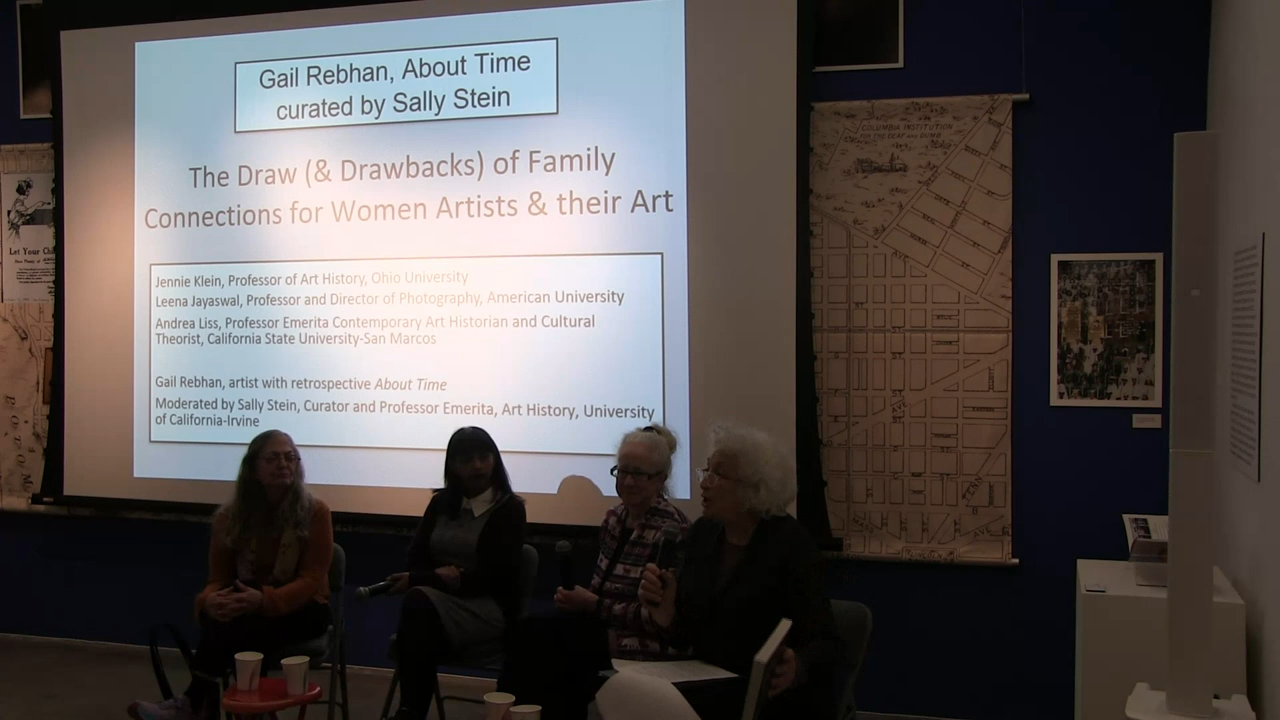 Gail Rebhan, About Time
curated by Sally Stein
The Draw (& Drawbacks) of Family
Connections for Women Artists & their Art
Jennie Klein, Professor of Art History, Ohio University
Leena Jayaswal, Professor and Director of Photography, American University
Andrea Liss, Professor Emerita Contemporary Art Historian and Cultural
Theorist, California State University-San Marcos
Gail Rebhan, artist with retrospective About Time
Moderated by Sally Stein, Curator and Professor Emerita, Art History, University
of California-Irvine
Let Your
COLUMBIA INSTITUTION
FOR THE DEAF AND DUMB